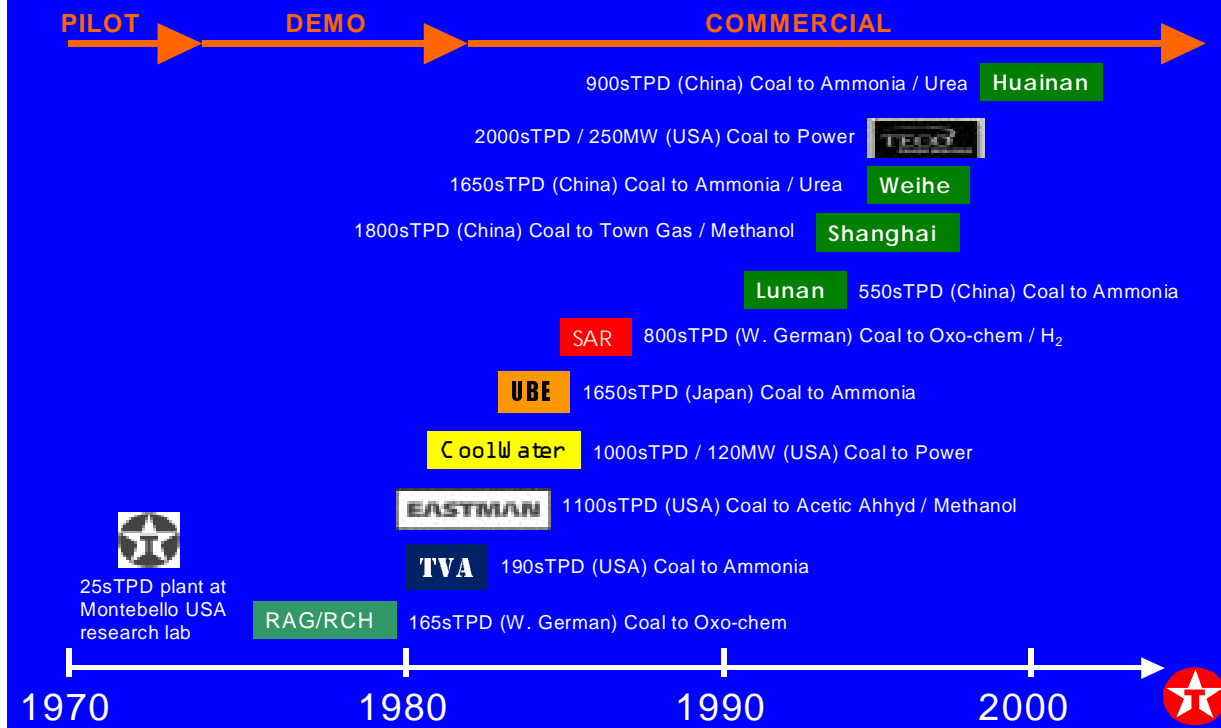 PILOT DEMO COMMERCIAL
900sTPD (China) Coal to Ammonia / Urea Huainan
2000sTPD / 250MW (USA) Coal to Power TECO
1650sTPD (China) Coal to Ammonia / Urea Weihe
1800sTPD (China) Coal to Town Gas / Methanol Shanghai
Lunan 550sTPD (China) Coal to Ammonia
SAR 800sTPD (W. German) Coal to Oxo-chem / H₂
UBE 1650sTPD (Japan) Coal to Ammonia
CoolWater 1000sTPD / 120MW (USA) Coal to Power
EASTMAN 1100sTPD (USA) Coal to Acetic Ahhyd / Methanol
T
TVA 190sTPD (USA) Coal to Ammonia
25sTPD plant at
Montebello USA
research lab
RAG/RCH 165sTPD (W. German) Coal to Oxo-chem
1970 1980 1990 2000
T